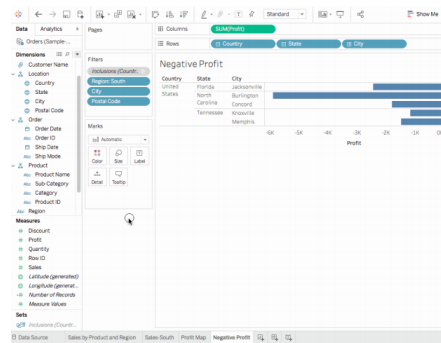 Standard
Show Me
Data Analytics
Pages
Columns SUM(Profit)
Rows Country State City
Orders (Sample-...
Dimensions
Customer Name
Location
Country
State
City
Postal Code
Order
Order Date
Order ID
Ship Date
Ship Mode
Product
Product Name
Sub-Category
Category
Product ID
Region
Measures
Discount
Profit
Quantity
Row ID
Sales
Latitude (generated)
Longitude (generat...
Number of Records
Measure Values
Sets
Inclusions (Countr...
Filters
Inclusions (Countr...
Region: South
City
Postal Code
Marks
Automatic
Color Size Label
Detail Tooltip
Negative Profit
Country State City
United States Florida Jacksonville
North Carolina Burlington
Concord
Tennessee Knoxville
Memphis
-6K -5K -4K -3K -2K -1K
Profit
Data Source Sales by Product and Region Sales-South Profit Map Negative Profit